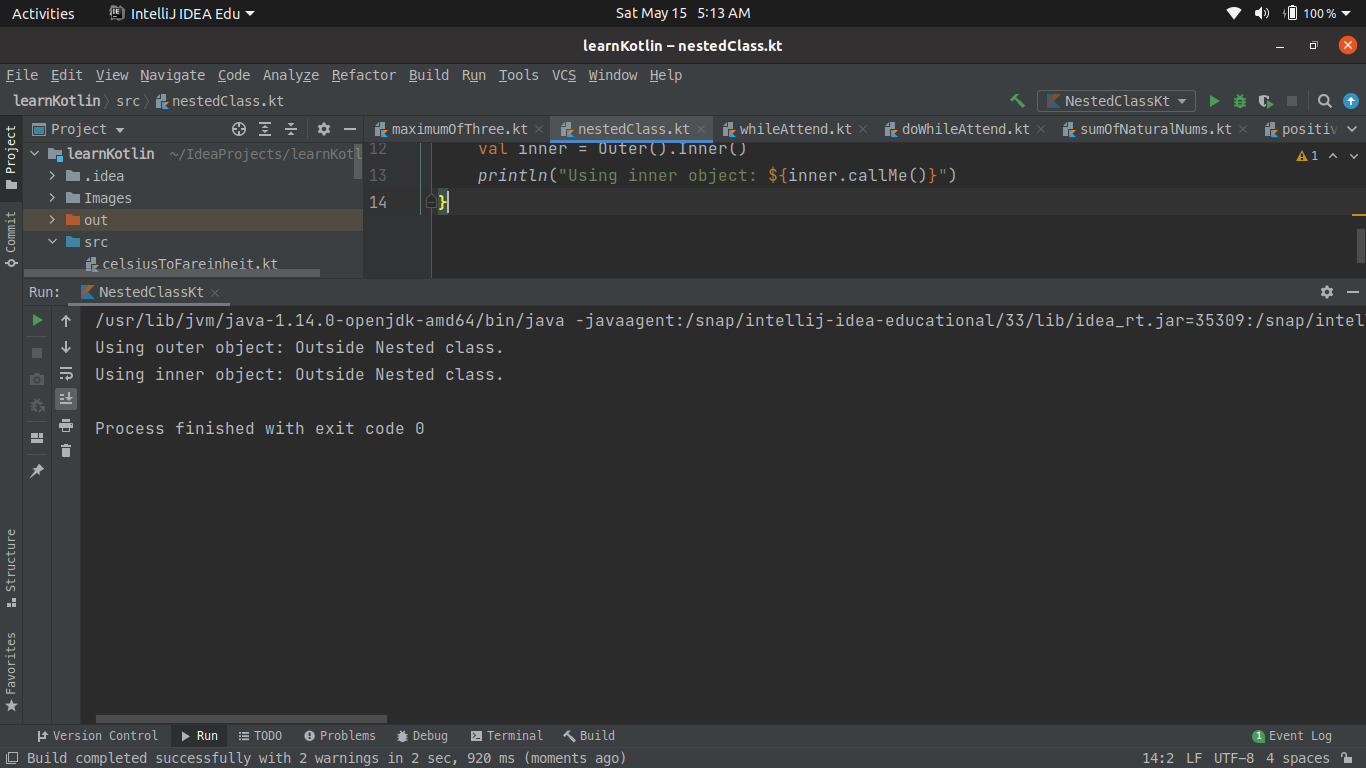 Activities IntelliJ IDEA Edu Sat May 15 5:13 AM 100 %
learnKotlin – nestedClass.kt
File Edit View Navigate Code Analyze Refactor Build Run Tools VCS Window Help
learnKotlin src nestedClass.kt NestedClassKt
Project maximumOfThree.kt nestedClass.kt whileAttend.kt doWhileAttend.kt sumOfNaturalNums.kt positiv
Project
Commit
Structure
Favorites
learnKotlin ~/IdeaProjects/learnKotl
.idea
Images
out
src
celsiusToFareinheit.kt
12 val inner = Outer().Inner()
13 println("Using inner object: ${inner.callMe()}")
14 }
1
Run: NestedClassKt
/usr/lib/jvm/java-1.14.0-openjdk-amd64/bin/java -javaagent:/snap/intellij-idea-educational/33/lib/idea_rt.jar=35309:/snap/intel
Using outer object: Outside Nested class.
Using inner object: Outside Nested class.
Process finished with exit code 0
Version Control Run TODO Problems Debug Terminal Build 1 Event Log
Build completed successfully with 2 warnings in 2 sec, 920 ms (moments ago) 14:2 LF UTF-8 4 spaces